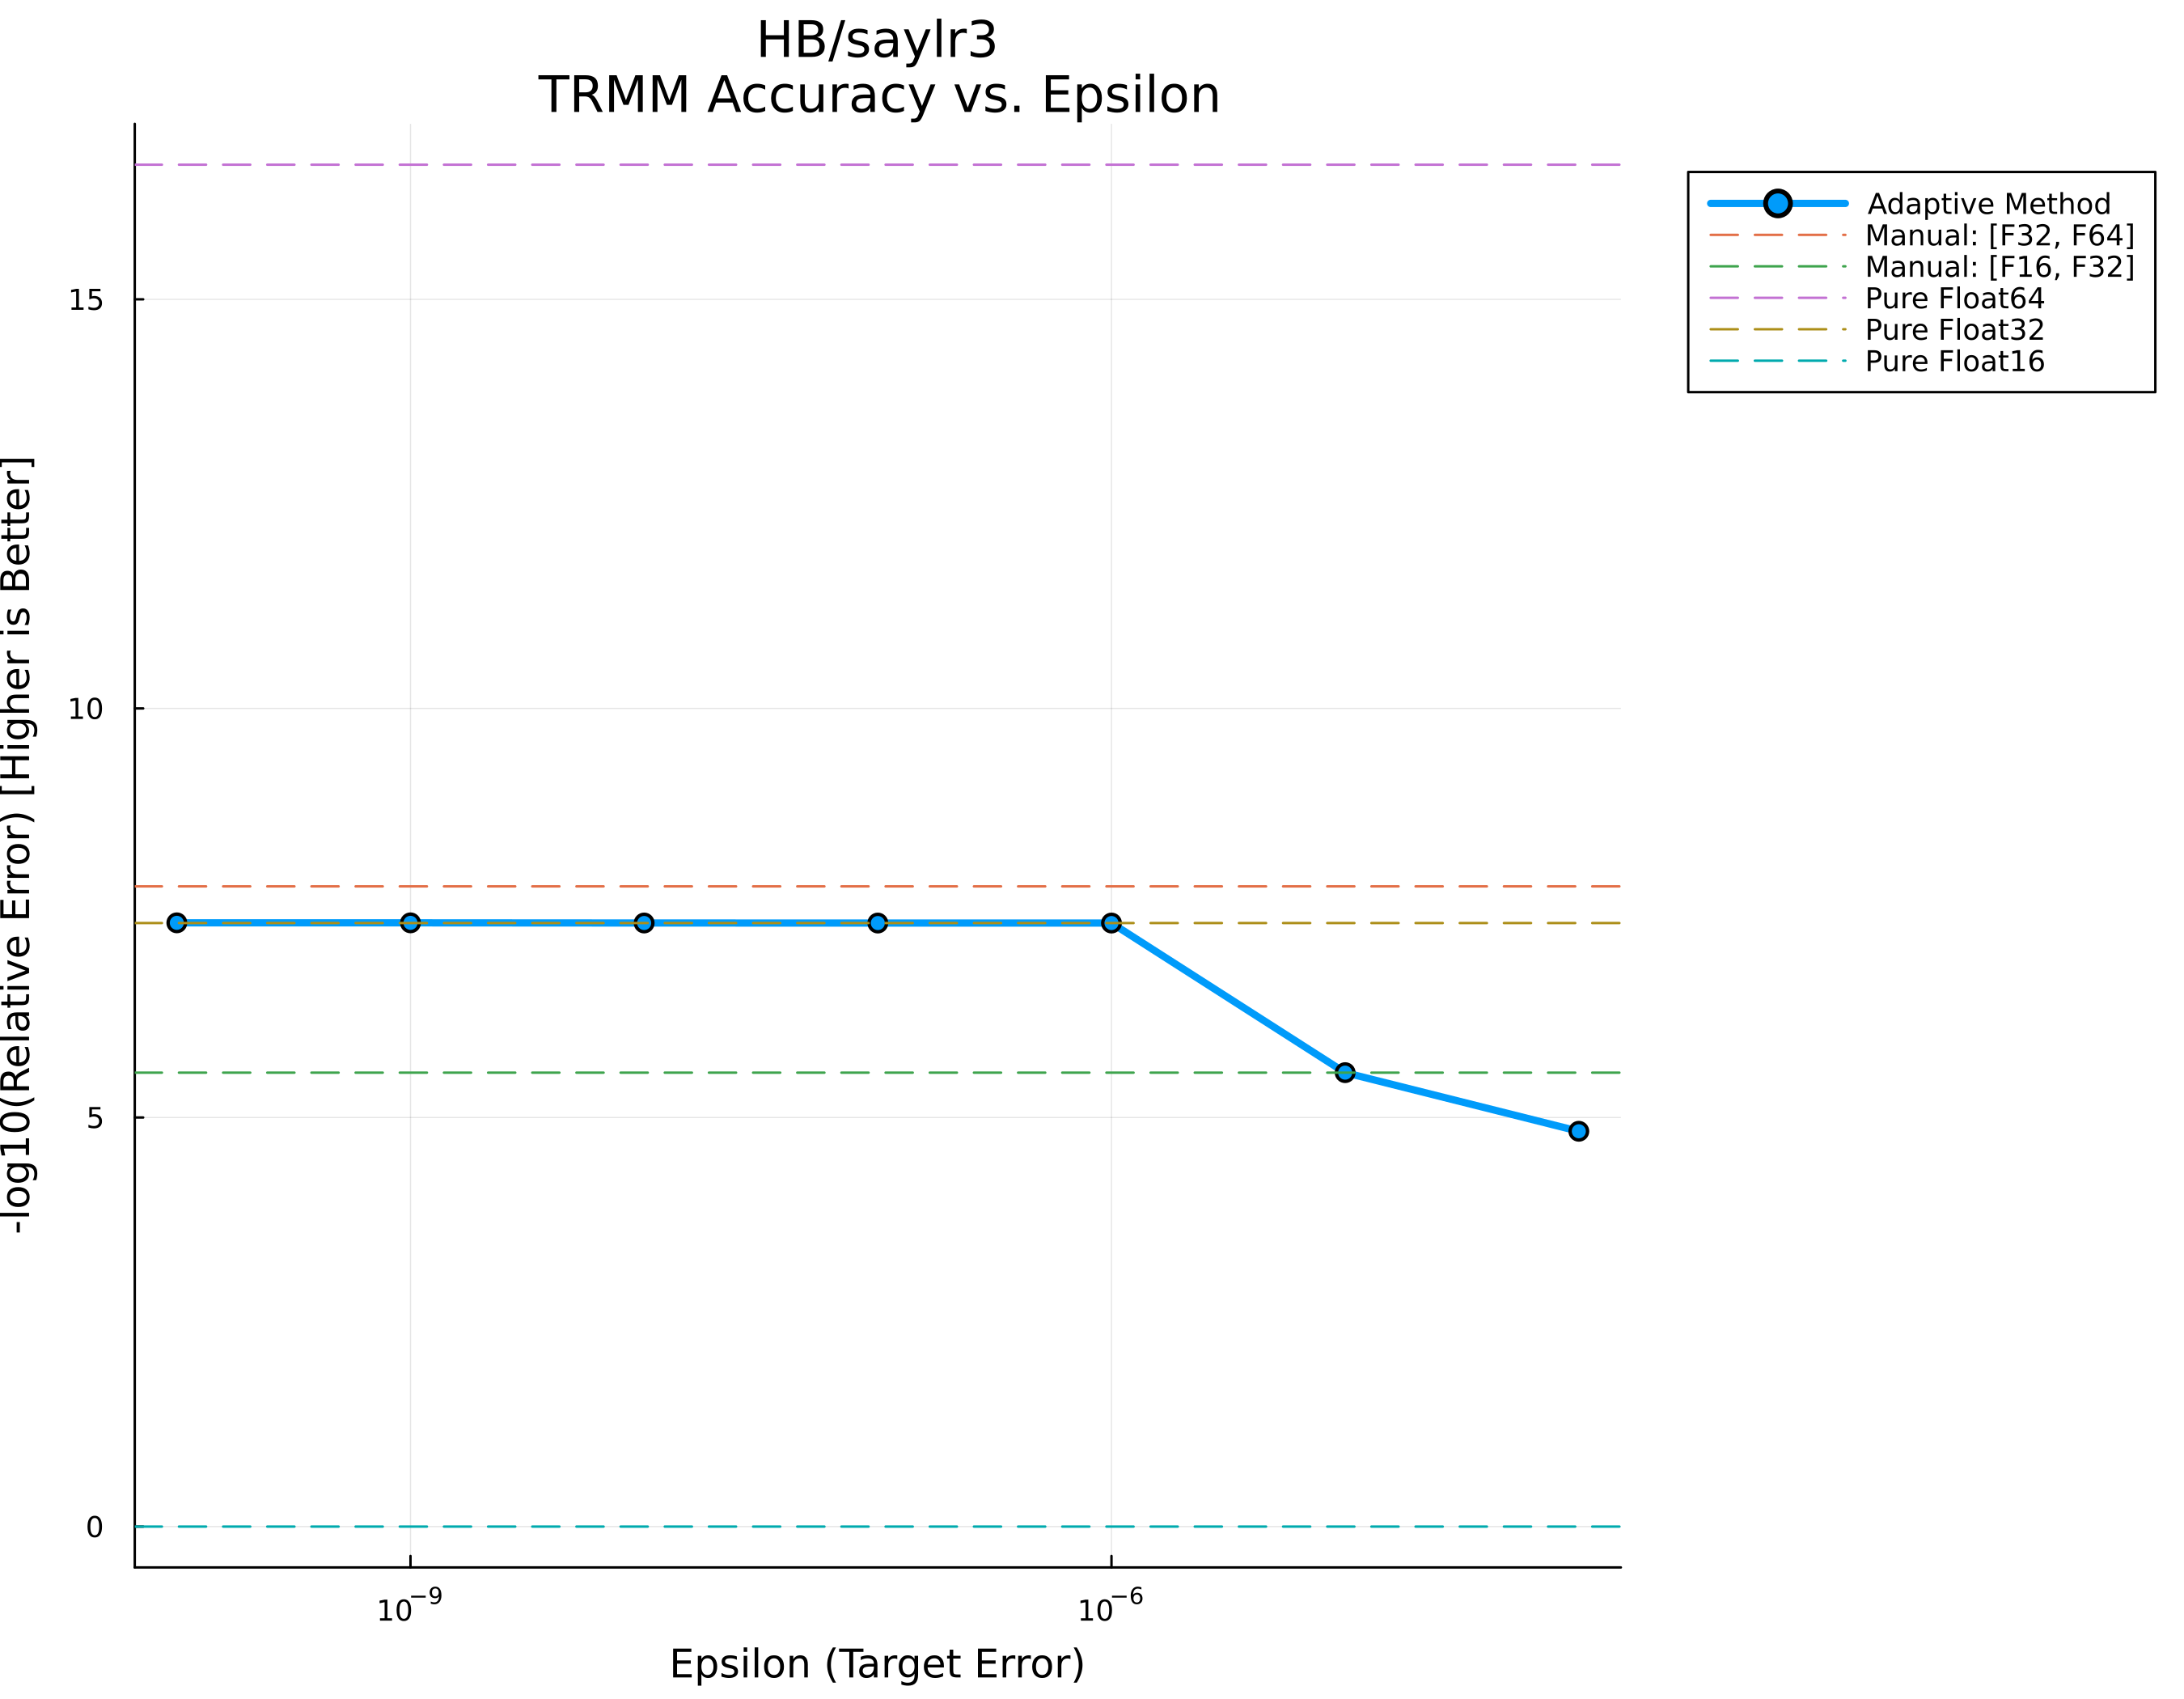 HB/saylr3
TRMM Accuracy vs. Epsilon
-log10(Relative Error) [Higher is Better]
15
10
5
0
10⁻⁹
10⁻⁶
Epsilon (Target Error)
Adaptive Method
Manual: [F32, F64]
Manual: [F16, F32]
Pure Float64
Pure Float32
Pure Float16